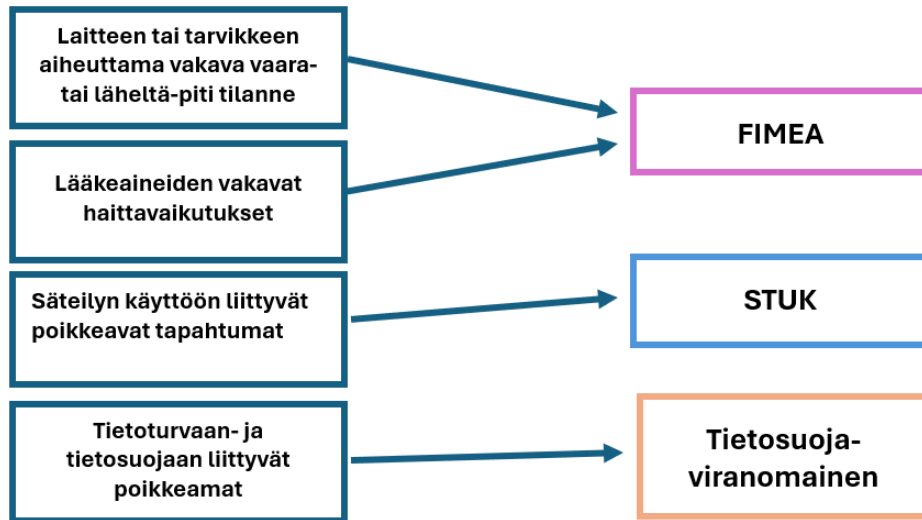 Laitteen tai tarvikkeen
aiheuttama vakava vaara-
tai läheltä-piti tilanne
FIMEA
Lääkeaineiden vakavat
haittavaikutukset
Säteilyn käyttöön liittyvät
poikkeavat tapahtumat
STUK
Tietoturvaan- ja
tietosuojaan liittyvät
poikkeamat
Tietosuoja-
viranomainen